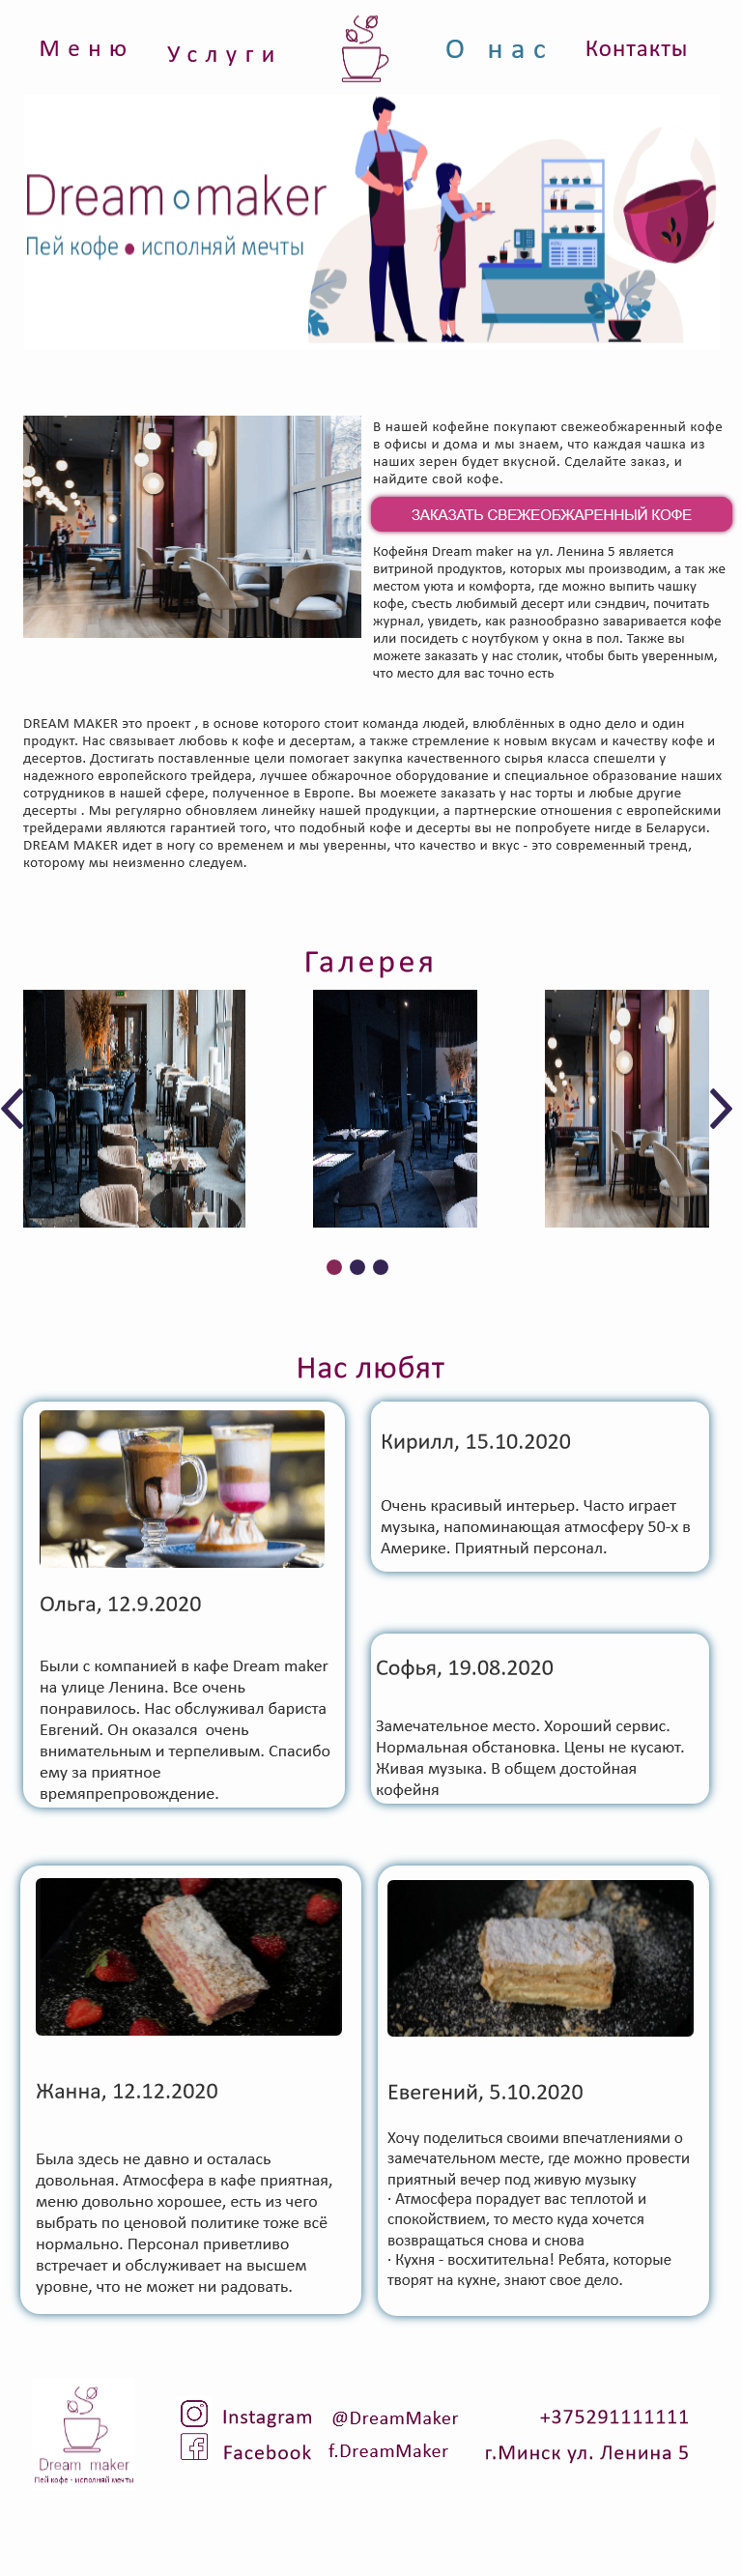 Меню
Услуги
О нас
Контакты
Dream maker
Пей кофе • исполняй мечты
В нашей кофейне покупают свежеобжаренный кофе
в офисы и дома и мы знаем, что каждая чашка из
наших зерен будет вкусной. Сделайте заказ, и
найдите свой кофе.
ЗАКАЗАТЬ СВЕЖЕОБЖАРЕННЫЙ КОФЕ
Кофейня Dream maker на ул. Ленина 5 является
витриной продуктов, которых мы производим, а так же
местом уюта и комфорта, где можно выпить чашку
кофе, съесть любимый десерт или сэндвич, почитать
журнал, увидеть, как разнообразно заваривается кофе
или посидеть с ноутбуком у окна в пол. Также вы
можете заказать у нас столик, чтобы быть уверенным,
что место для вас точно есть
DREAM MAKER это проект , в основе которого стоит команда людей, влюблённых в одно дело и один
продукт. Нас связывает любовь к кофе и десертам, а также стремление к новым вкусам и качеству кофе и
десертов. Достигать поставленные цели помогает закупка качественного сырья класса спешелти у
надежного европейского трейдера, лучшее обжарочное оборудование и специальное образование наших
сотрудников в нашей сфере, полученное в Европе. Вы моежете заказать у нас торты и любые другие
десерты . Мы регулярно обновляем линейку нашей продукции, а партнерские отношения с европейскими
трейдерами являются гарантией того, что подобный кофе и десерты вы не попробуете нигде в Беларуси.
DREAM MAKER идет в ногу со временем и мы уверенны, что качество и вкус - это современный тренд,
которому мы неизменно следуем.
Галерея
Нас любят
Ольга, 12.9.2020
Были с компанией в кафе Dream maker
на улице Ленина. Все очень
понравилось. Нас обслуживал бариста
Евгений. Он оказался очень
внимательным и терпеливым. Спасибо
ему за приятное
времяпрепровождение.
Кирилл, 15.10.2020
Очень красивый интерьер. Часто играет
музыка, напоминающая атмосферу 50-х в
Америке. Приятный персонал.
Софья, 19.08.2020
Замечательное место. Хороший сервис.
Нормальная обстановка. Цены не кусают.
Живая музыка. В общем достойная
кофейня
Жанна, 12.12.2020
Была здесь не давно и осталась
довольная. Атмосфера в кафе приятная,
меню довольно хорошее, есть из чего
выбрать по ценовой политике тоже всё
нормально. Персонал приветливо
встречает и обслуживает на высшем
уровне, что не может ни радовать.
Евегений, 5.10.2020
Хочу поделиться своими впечатлениями о
замечательном месте, где можно провести
приятный вечер под живую музыку
· Атмосфера порадует вас теплотой и
спокойствием, то место куда хочется
возвращаться снова и снова
· Кухня - восхитительна! Ребята, которые
творят на кухне, знают свое дело.
Dream maker
Пей кофе - исполняй мечты
Instagram @DreamMaker
Facebook f.DreamMaker
+375291111111
г.Минск ул. Ленина 5